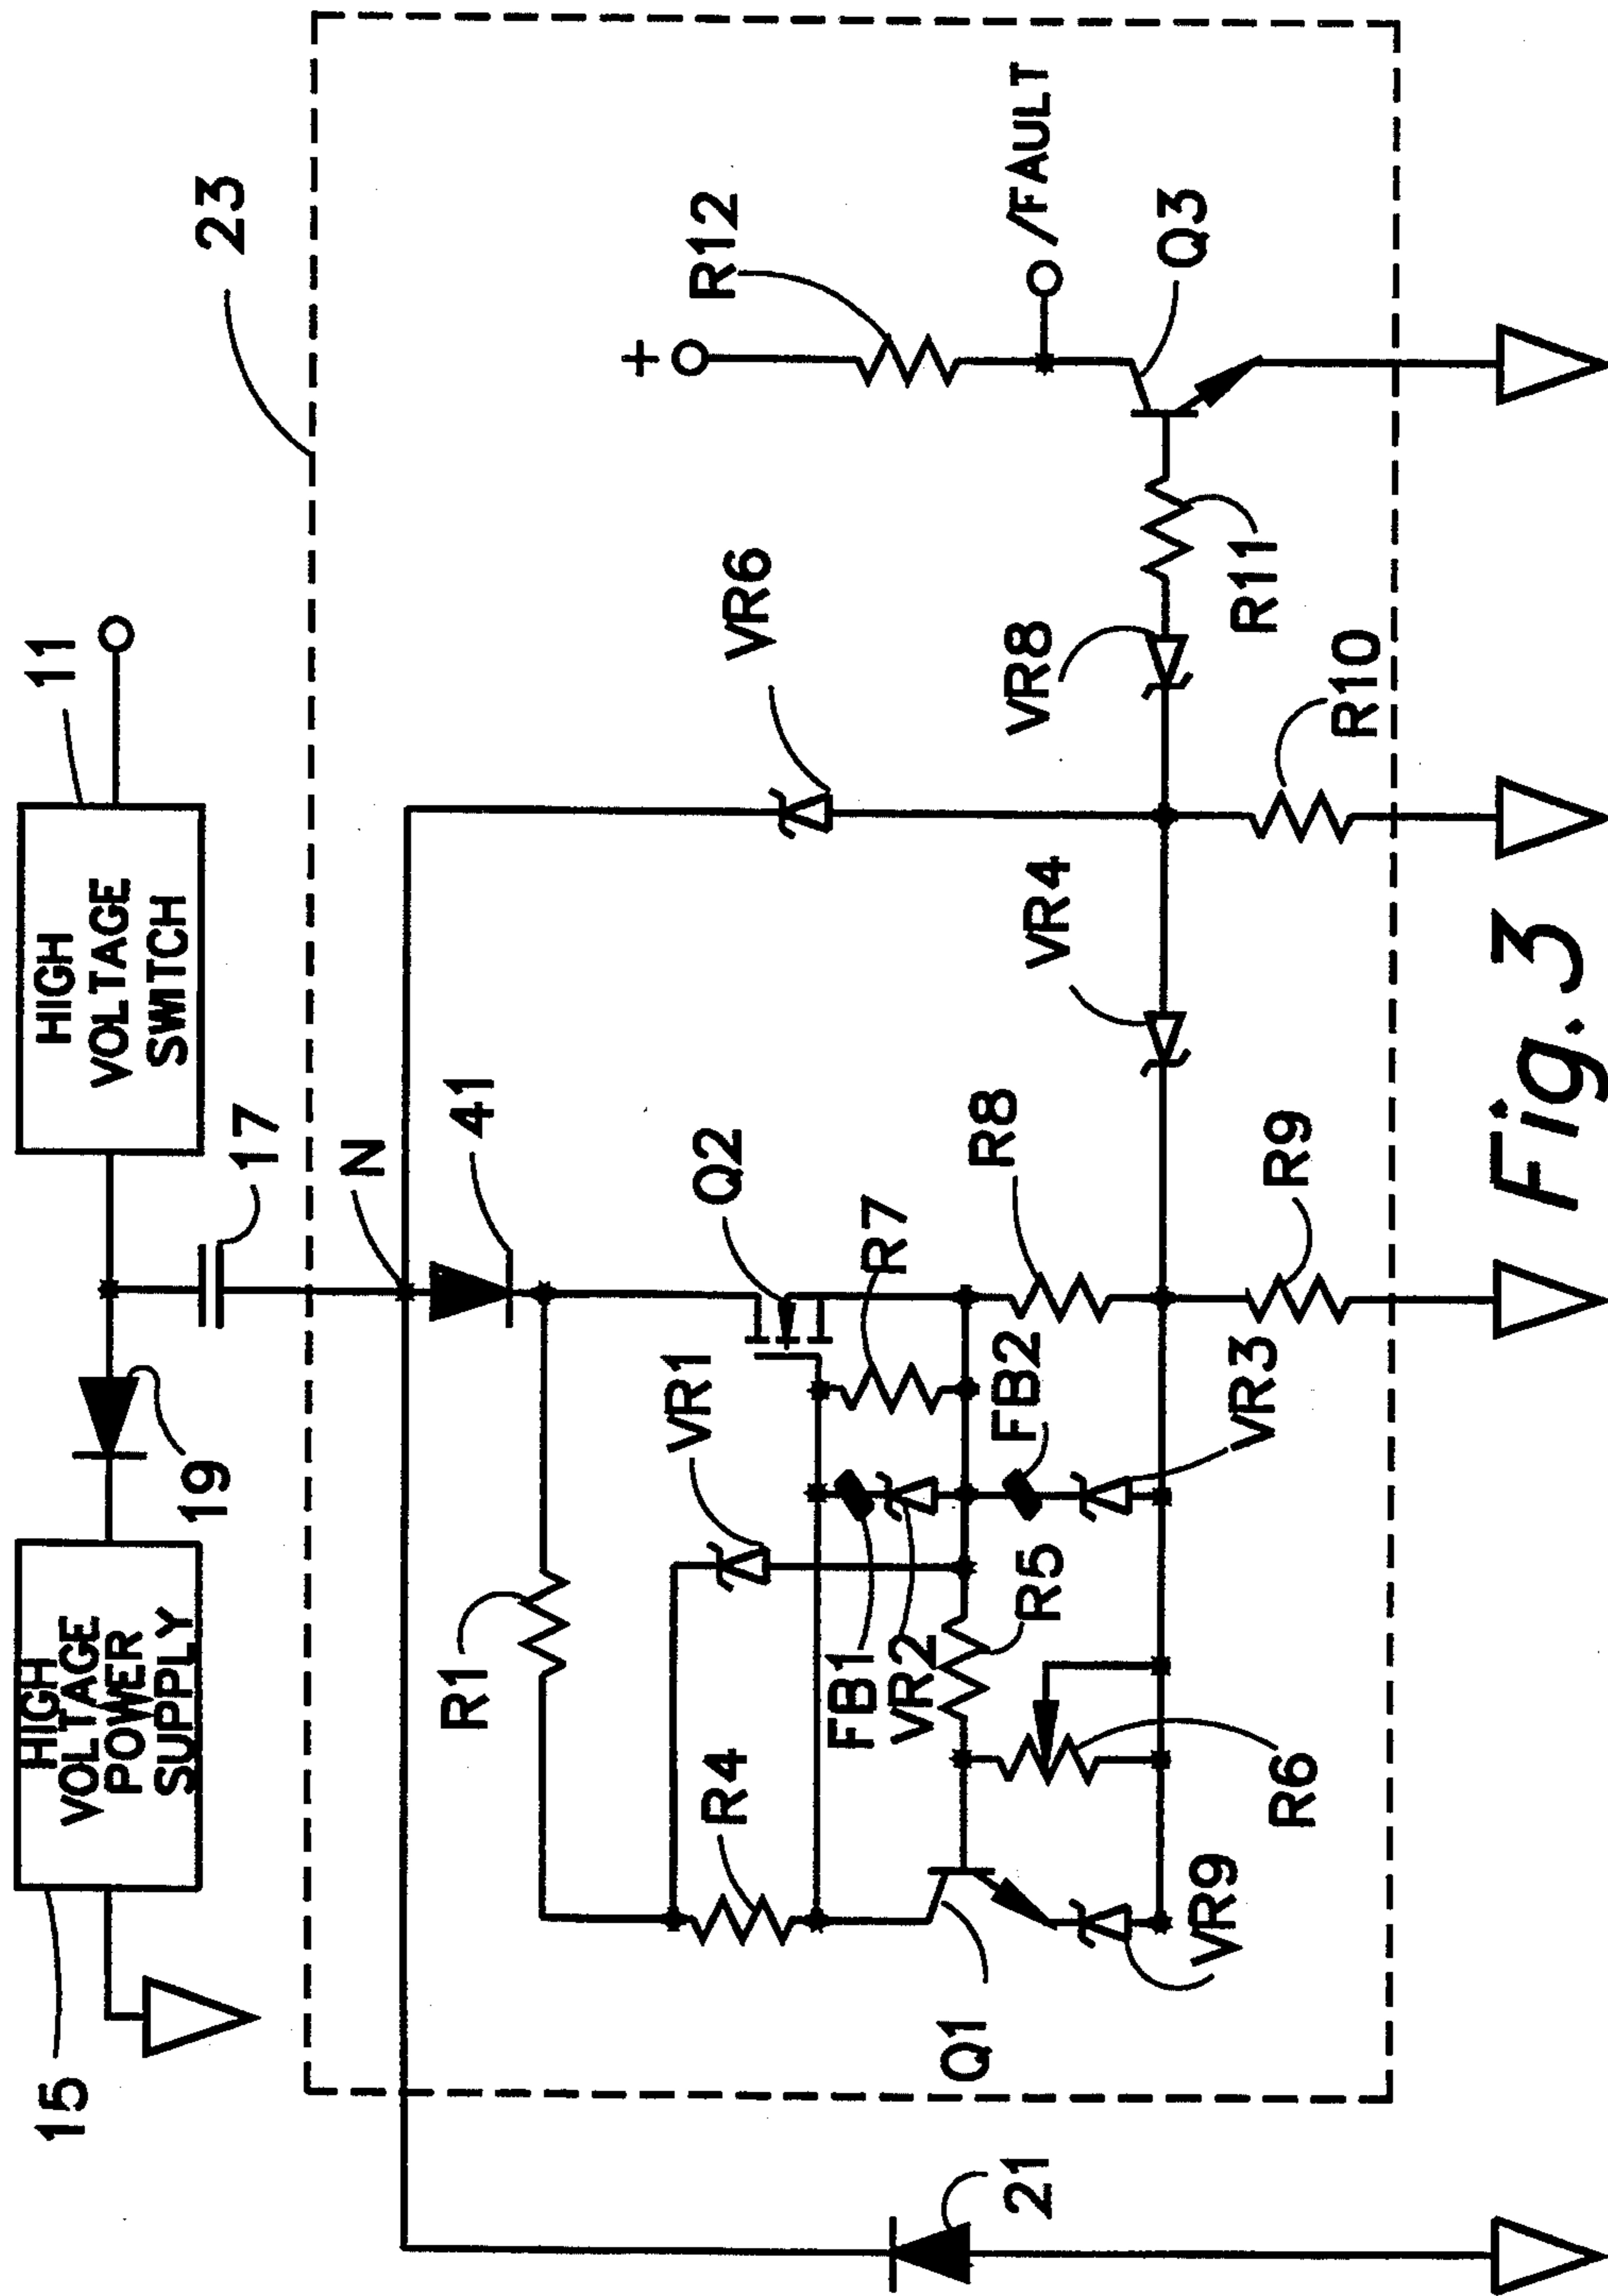 15
HIGH
VOLTAGE
POWER
SUPPLY
19
17
HIGH
VOLTAGE
SWITCH
11
23
N
41
R1
VR1
Q2
VR6
R12
+
R4
R7
/FAULT
FB1
VR2
FB2
R8
VR4
VR8
Q3
Q1
R5
21
VR9
R6
VR3
R9
R10
R11
Fig. 3